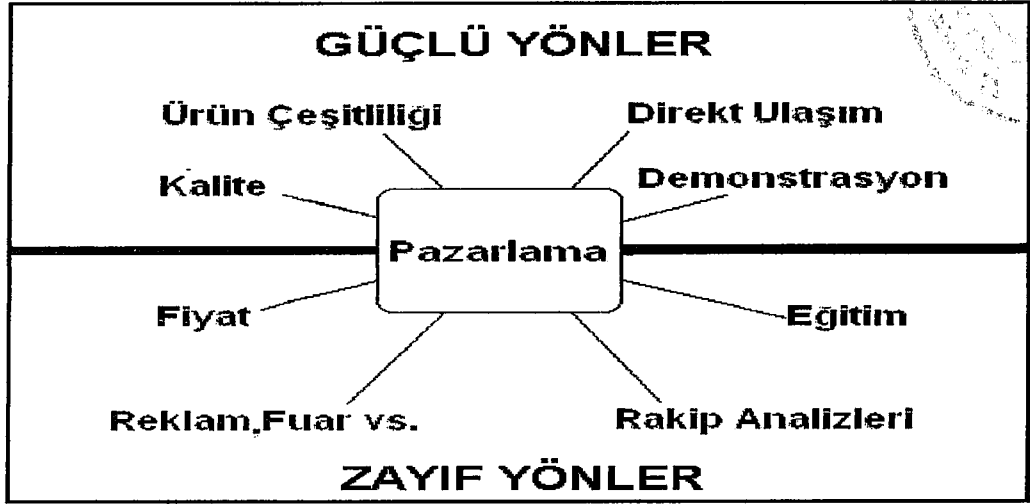 GÜÇLÜ YÖNLER
Ürün Çeşitliliği
Direkt Ulaşım
Kalite
Demonstrasyon
Pazarlama
Fiyat
Eğitim
Reklam,Fuar vs.
Rakip Analizleri
ZAYIF YÖNLER